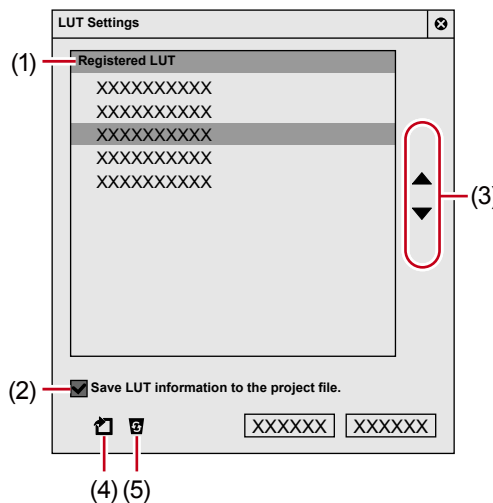 LUT Settings
(1)
Registered LUT
XXXXXXXXXX
XXXXXXXXXX
XXXXXXXXXX
XXXXXXXXXX
XXXXXXXXXX
(3)
(2)
Save LUT information to the project file.
XXXXXX XXXXXX
(4) (5)